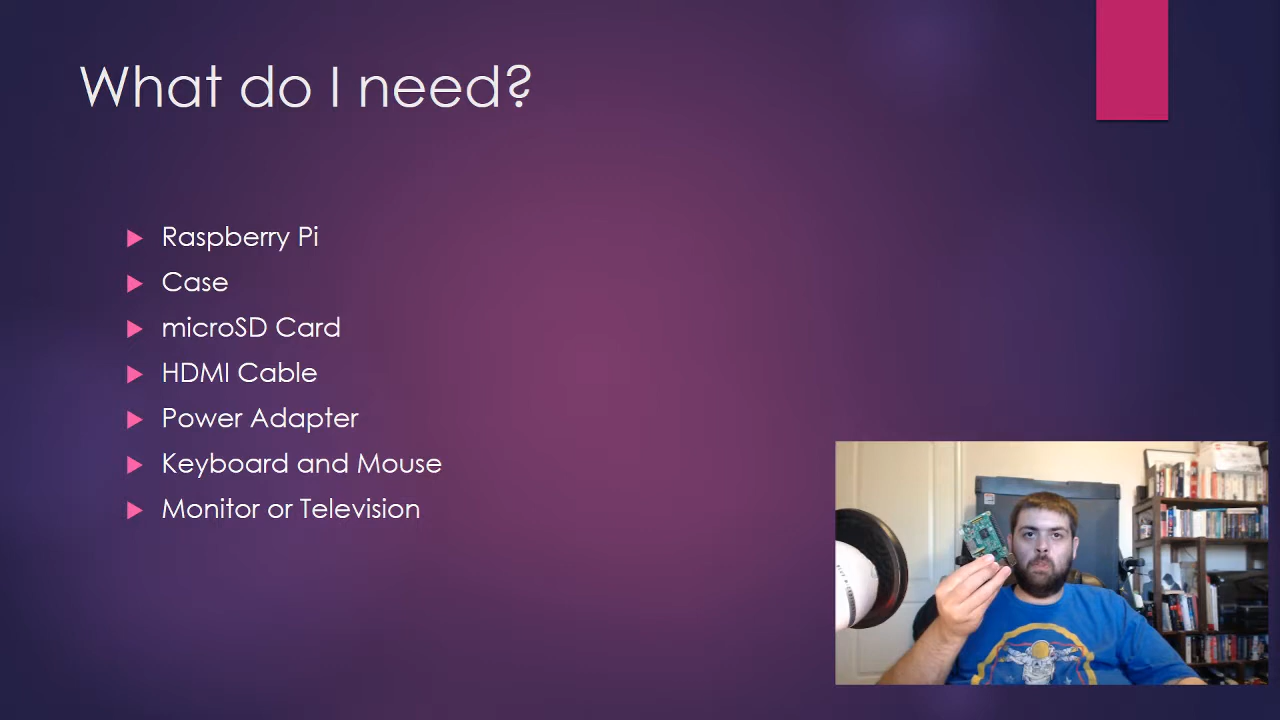 What do I need?
Raspberry Pi
Case
microSD Card
HDMI Cable
Power Adapter
Keyboard and Mouse
Monitor or Television